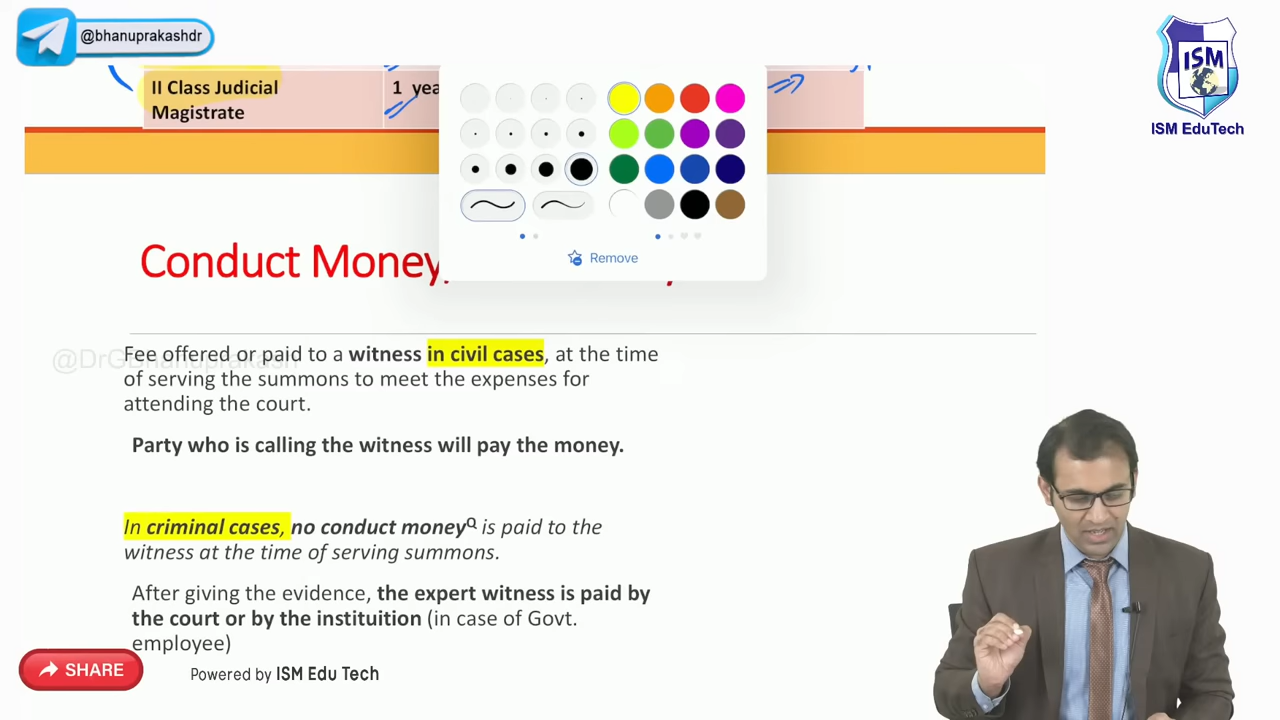 @bhanuprakashdr
ISM
ISM EduTech
II Class Judicial
Magistrate
1 yea
Conduct Money,
Remove
@DrGBhanuprakash
Fee offered or paid to a witness in civil cases, at the time
of serving the summons to meet the expenses for
attending the court.
Party who is calling the witness will pay the money.
In criminal cases, no conduct moneyQ is paid to the
witness at the time of serving summons.
After giving the evidence, the expert witness is paid by
the court or by the instituition (in case of Govt.
employee)
SHARE
Powered by ISM Edu Tech